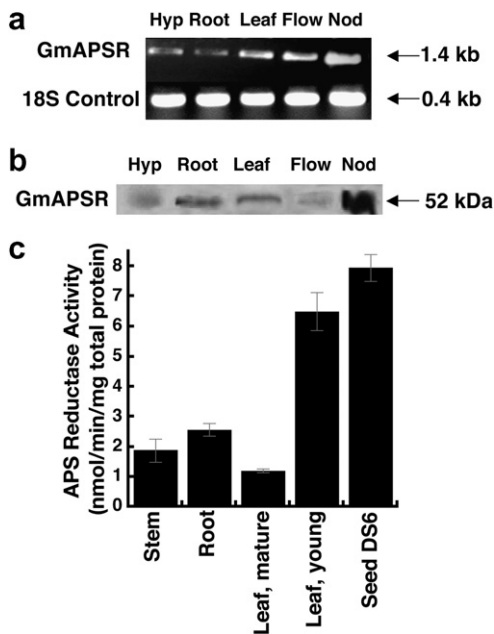 a
Hyp Root Leaf Flow Nod
GmAPSR
1.4 kb
18S Control
0.4 kb
b
Hyp Root Leaf Flow Nod
GmAPSR
52 kDa
c
APS Reductase Activity
(nmol/min/mg total protein)
8
7
6
5
4
3
2
1
0
Stem
Root
Leaf, mature
Leaf, young
Seed DS6